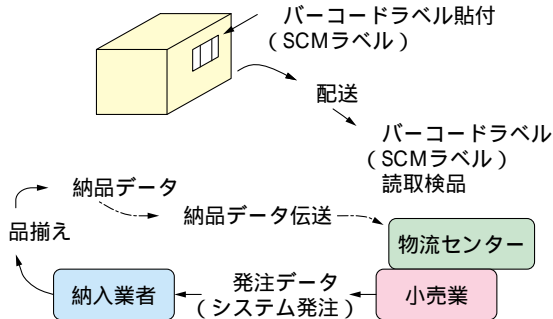 バーコードラベル貼付
（SCMラベル）
配送
バーコードラベル
（SCMラベル）
読取検品
納品データ
納品データ伝送
品揃え
物流センター
納入業者
発注データ
（システム発注）
小売業